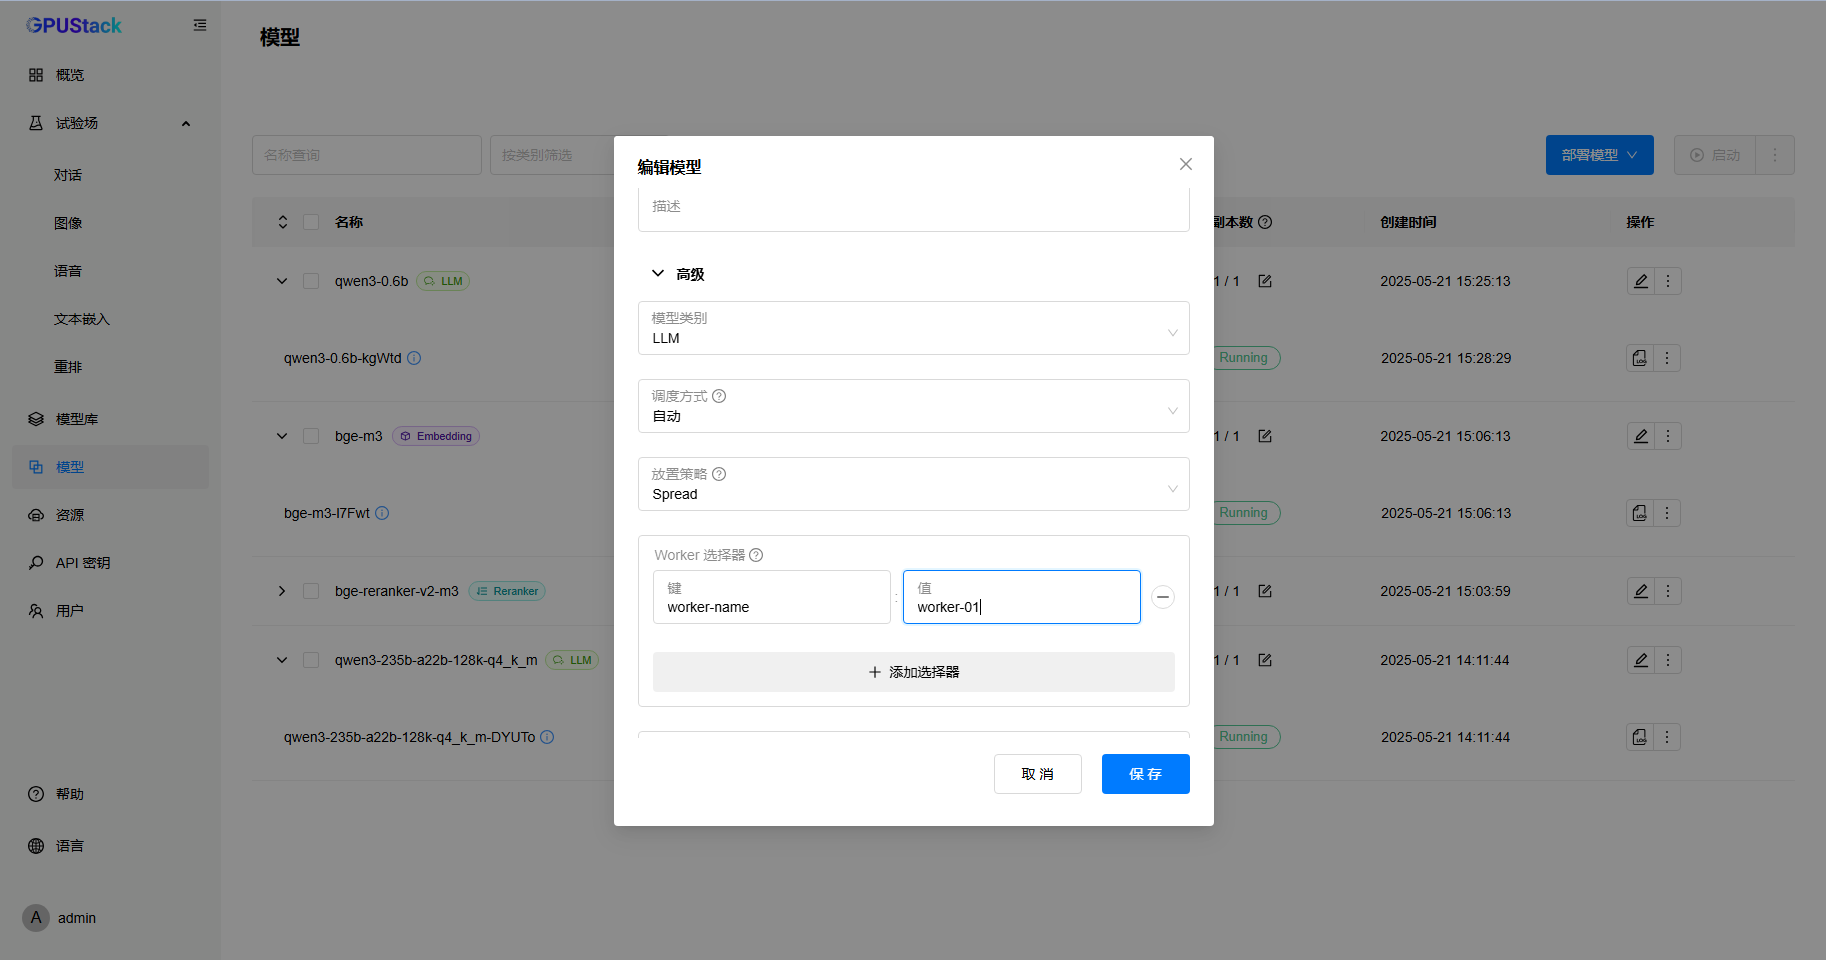 GPUStack
概览
试验场
对话
图像
语音
文本嵌入
重排
模型库
模型
资源
API 密钥
用户
帮助
语言
A admin
模型
名称查询 按类别筛选 部署模型 启动
名称 副本数 创建时间 操作
qwen3-0.6b LLM 1 / 1 2025-05-21 15:25:13
qwen3-0.6b-kgWtd Running 2025-05-21 15:28:29
bge-m3 Embedding 1 / 1 2025-05-21 15:06:13
bge-m3-I7Fwt Running 2025-05-21 15:06:13
bge-reranker-v2-m3 Reranker 1 / 1 2025-05-21 15:03:59
qwen3-235b-a22b-128k-q4_k_m LLM 1 / 1 2025-05-21 14:11:44
qwen3-235b-a22b-128k-q4_k_m-DYUTo Running 2025-05-21 14:11:44
编辑模型
描述
高级
模型类别
LLM
调度方式
自动
放置策略
Spread
Worker 选择器
键 值
worker-name : worker-01
添加选择器
取 消 保 存